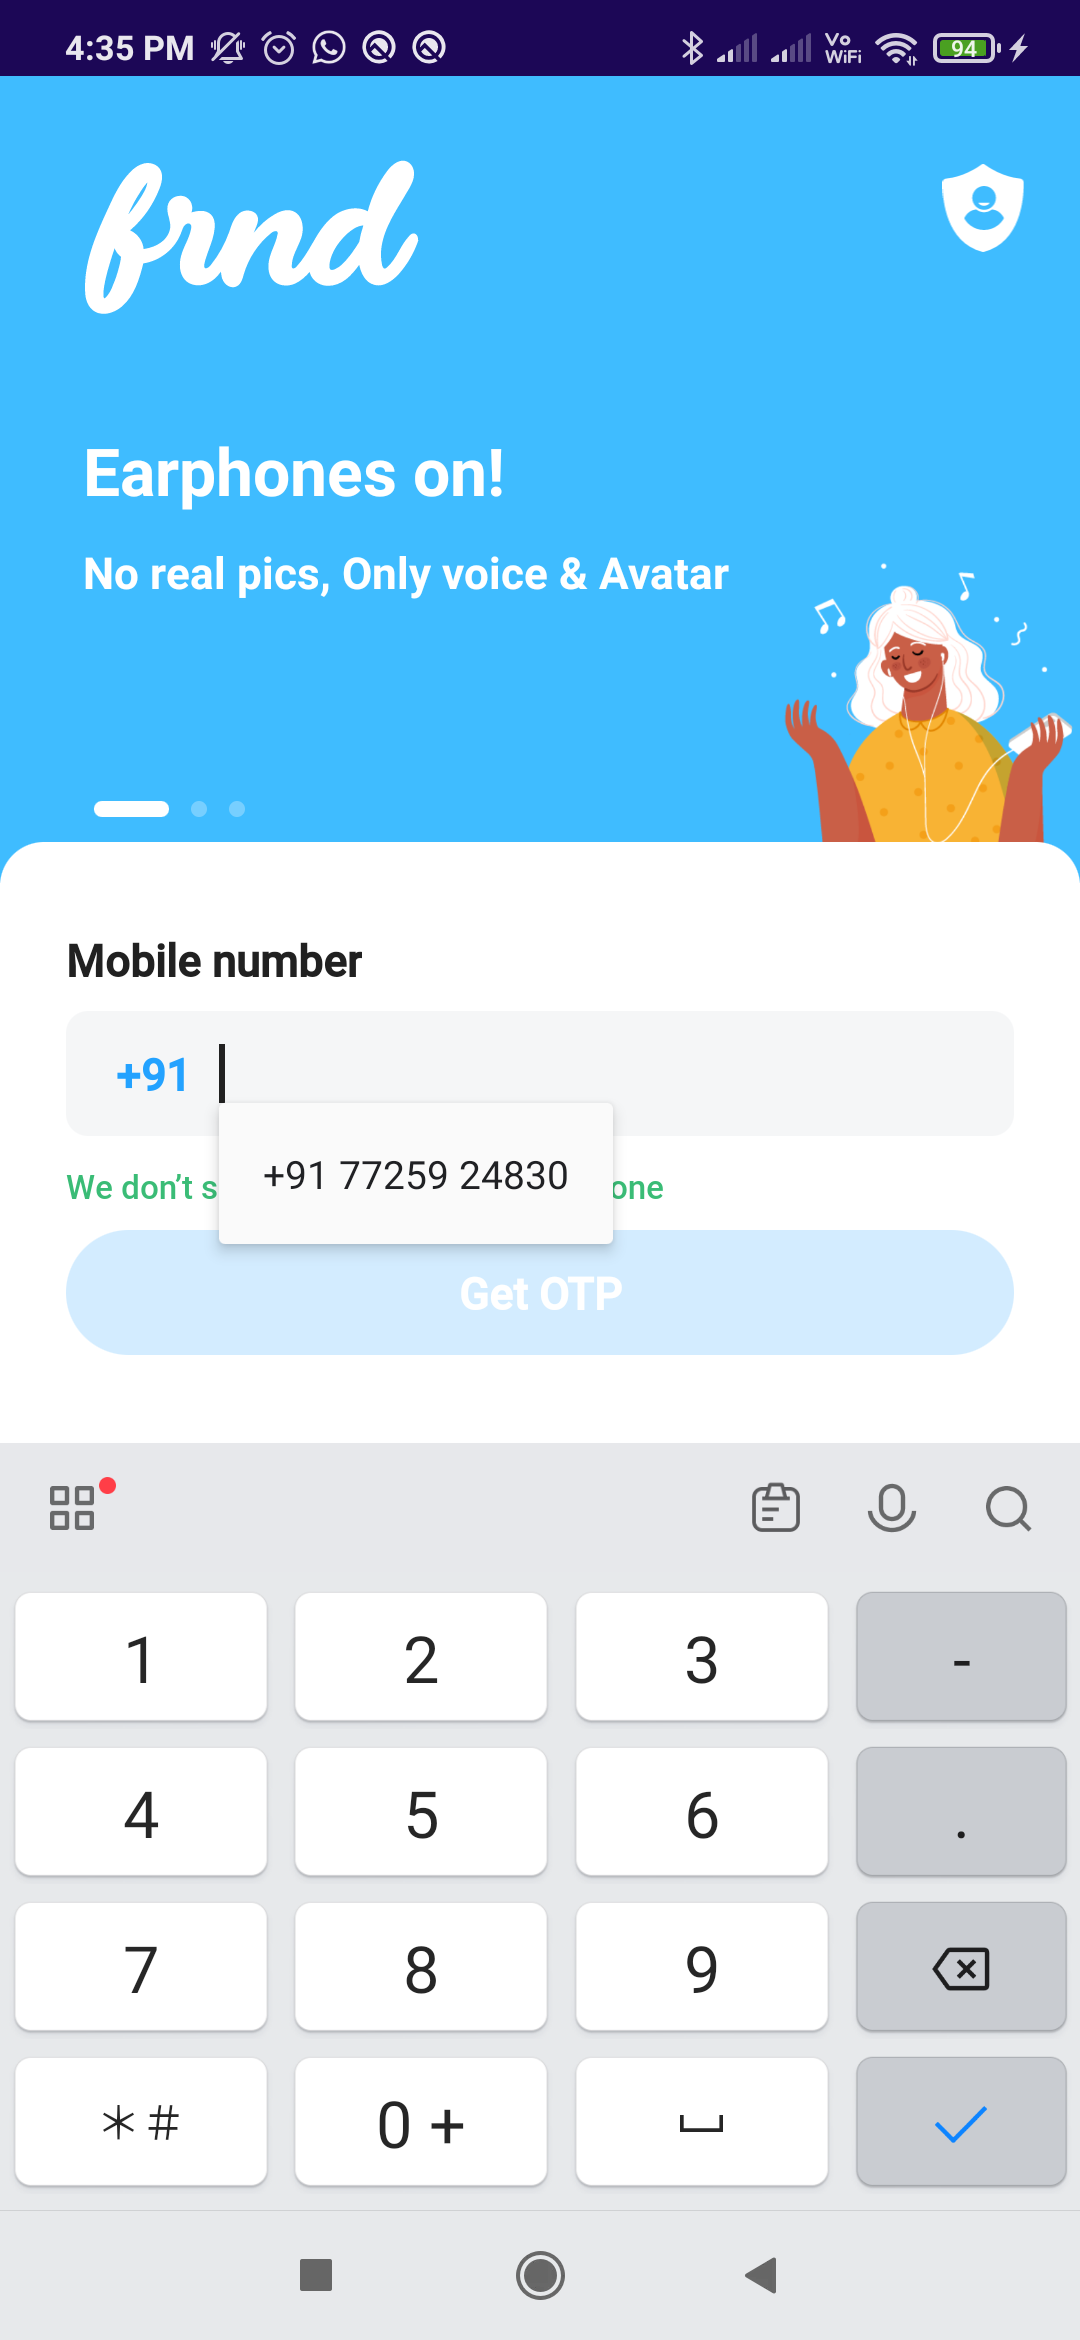 4:35 PM
Vo
WiFi
94
frnd
Earphones on!
No real pics, Only voice & Avatar
Mobile number
+91
+91 77259 24830
We don't s one
Get OTP
1 2 3 -
4 5 6 .
7 8 9
*# 0 +